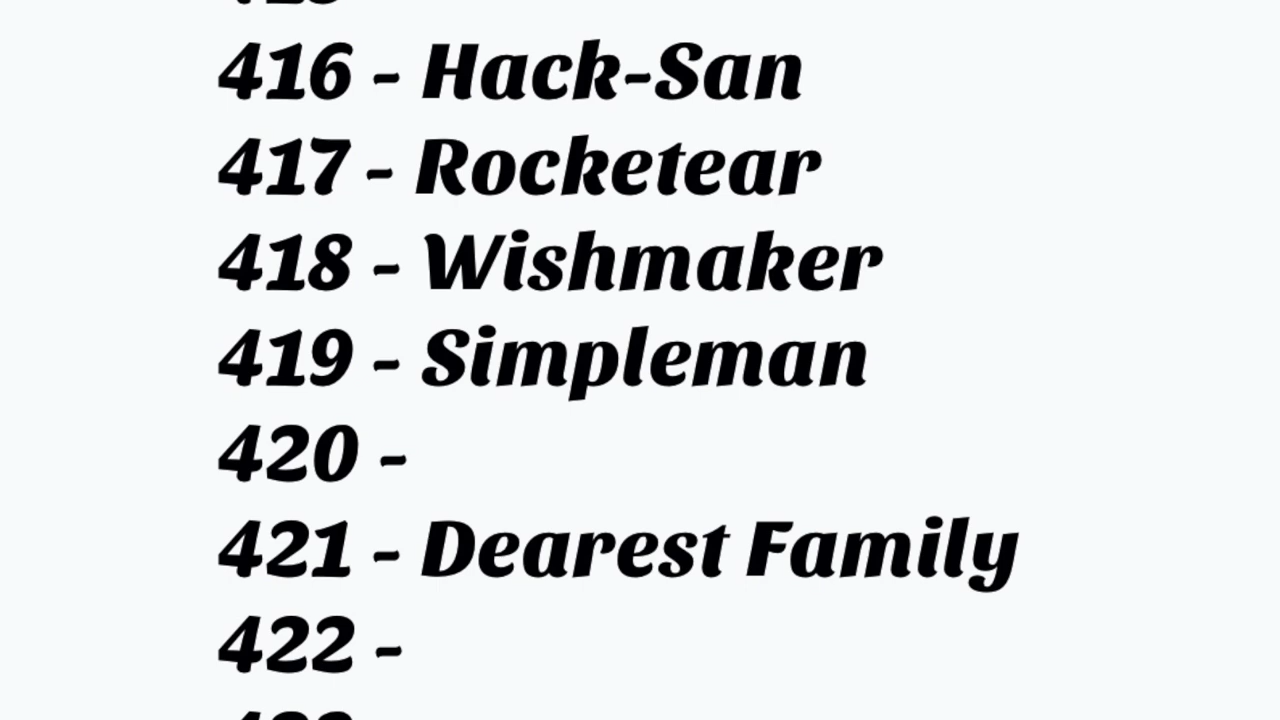 416 - Hack-San
417 - Rocketear
418 - Wishmaker
419 - Simpleman
420 -
421 - Dearest Family
422 -